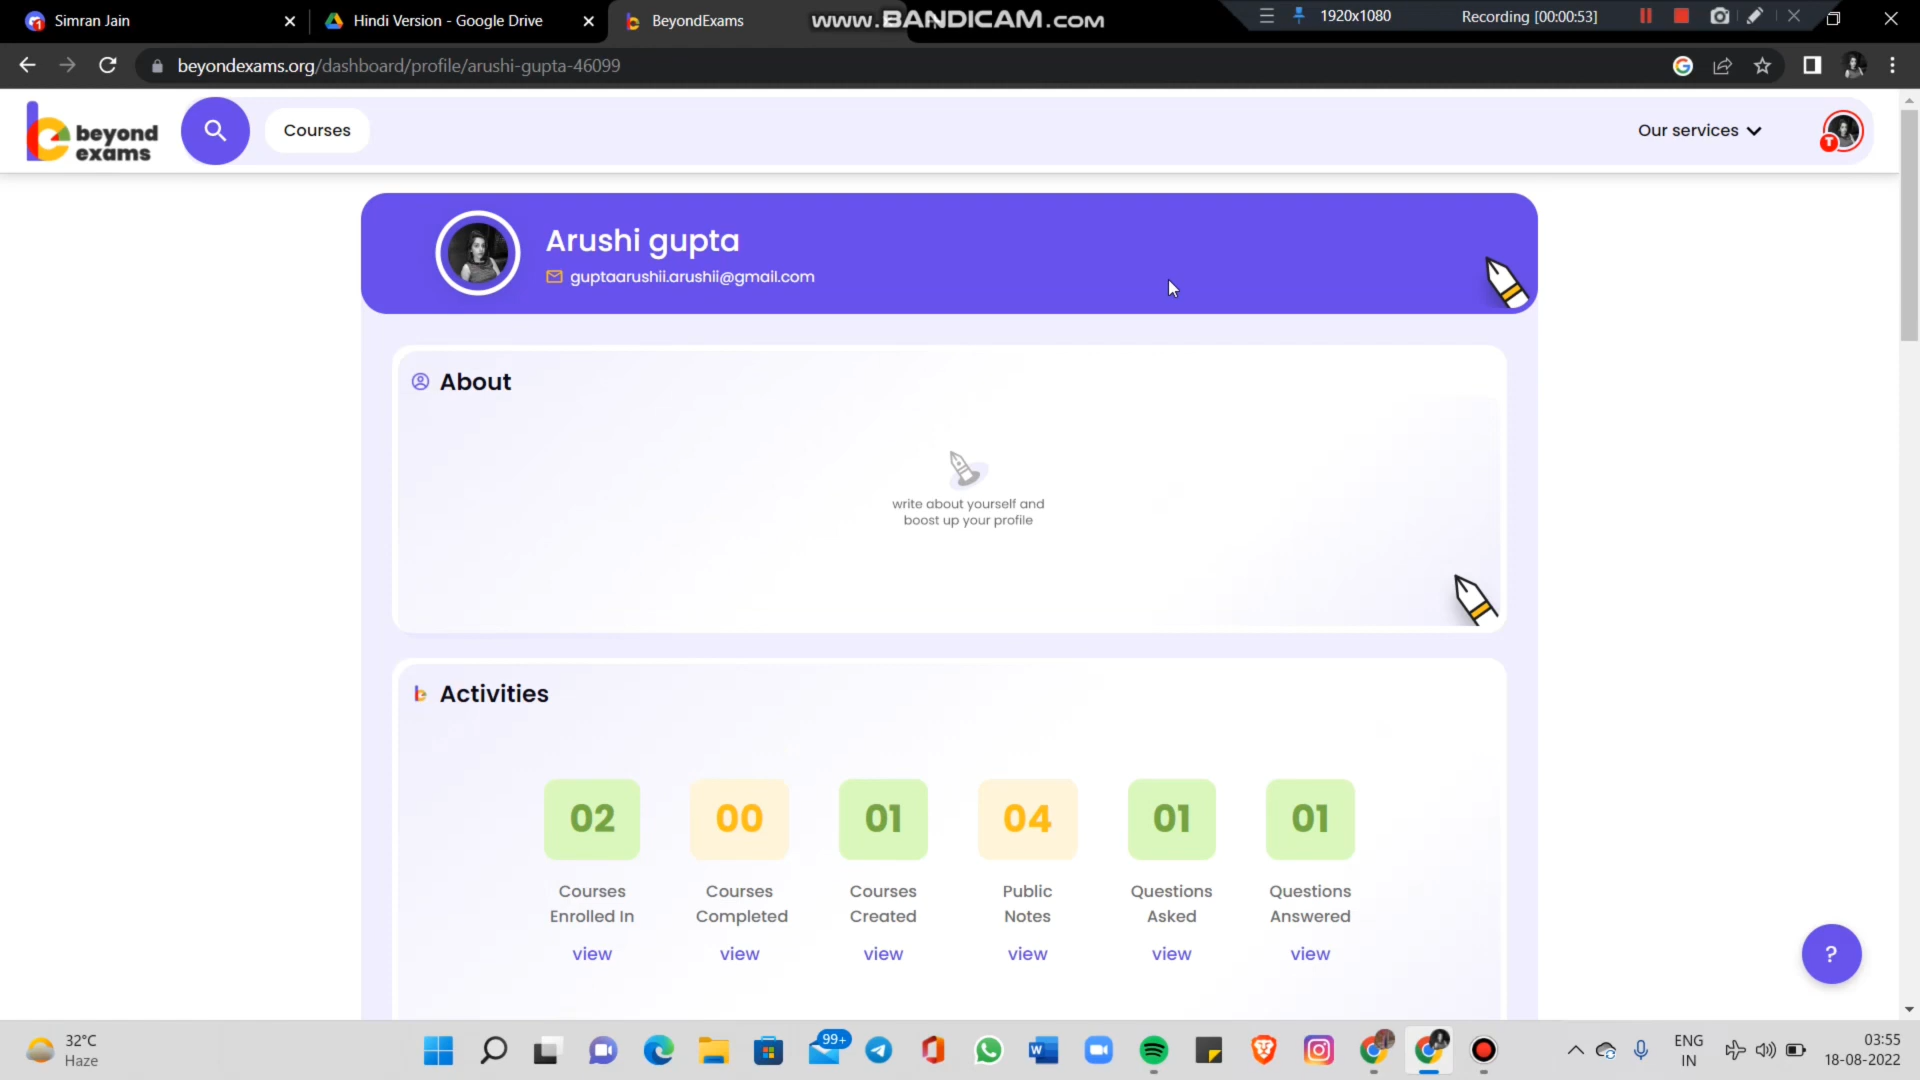 Simran Jain
Hindi Version - Google Drive
BeyondExams
www.BANDICAM.com
1920x1080
Recording [00:00:53]
beyondexams.org/dashboard/profile/arushi-gupta-46099
beyond
exams
Courses
Our services
T
Arushi gupta
guptaarushii.arushii@gmail.com
About
write about yourself and
boost up your profile
Activities
02
00
01
04
01
01
Courses
Enrolled In
Courses
Completed
Courses
Created
Public
Notes
Questions
Asked
Questions
Answered
view
view
view
view
view
view
?
32°C
Haze
99+
ENG
IN
03:55
18-08-2022